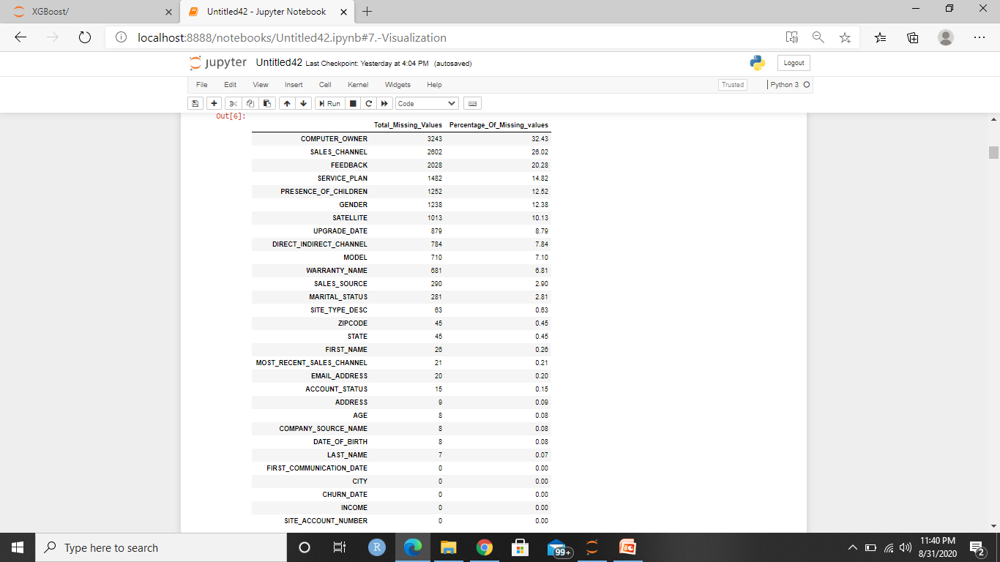 XGBoost/
Untitled42 - Jupyter Notebook
localhost:8888/notebooks/Untitled42.ipynb#7.-Visualization
jupyter Untitled42 Last Checkpoint: Yesterday at 4:04 PM (autosaved)
Logout
File Edit View Insert Cell Kernel Widgets Help
Trusted
Python 3
Run
Code
Out[6]:
Total_Missing_Values Percentage_Of_Missing_values
COMPUTER_OWNER 3243 32.43
SALES_CHANNEL 2602 26.02
FEEDBACK 2028 20.28
SERVICE_PLAN 1482 14.82
PRESENCE_OF_CHILDREN 1252 12.52
GENDER 1238 12.38
SATELLITE 1013 10.13
UPGRADE_DATE 879 8.79
DIRECT_INDIRECT_CHANNEL 784 7.84
MODEL 710 7.10
WARRANTY_NAME 681 6.81
SALES_SOURCE 290 2.90
MARITAL_STATUS 281 2.81
SITE_TYPE_DESC 63 0.63
ZIPCODE 45 0.45
STATE 45 0.45
FIRST_NAME 26 0.26
MOST_RECENT_SALES_CHANNEL 21 0.21
EMAIL_ADDRESS 20 0.20
ACCOUNT_STATUS 15 0.15
ADDRESS 9 0.09
AGE 8 0.08
COMPANY_SOURCE_NAME 8 0.08
DATE_OF_BIRTH 8 0.08
LAST_NAME 7 0.07
FIRST_COMMUNICATION_DATE 0 0.00
CITY 0 0.00
CHURN_DATE 0 0.00
INCOME 0 0.00
SITE_ACCOUNT_NUMBER 0 0.00
Type here to search
R
99+
11:40 PM
8/31/2020
2